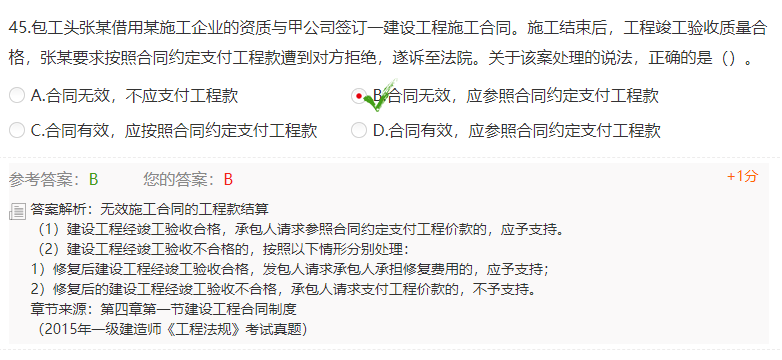 45.包工头张某借用某施工企业的资质与甲公司签订一建设工程施工合同。施工结束后，工程竣工验收质量合
格，张某要求按照合同约定支付工程款遭到对方拒绝，遂诉至法院。关于该案处理的说法，正确的是（）。
A.合同无效，不应支付工程款 B.合同无效，应参照合同约定支付工程款
C.合同有效，应按照合同约定支付工程款 D.合同有效，应参照合同约定支付工程款
参考答案：B 您的答案：B +1分
答案解析：无效施工合同的工程款结算
（1）建设工程经竣工验收合格，承包人请求参照合同约定支付工程价款的，应予支持。
（2）建设工程经竣工验收不合格的，按照以下情形分别处理：
1）修复后建设工程经竣工验收合格，发包人请求承包人承担修复费用的，应予支持；
2）修复后的建设工程经竣工验收不合格，承包人请求支付工程价款的，不予支持。
章节来源：第四章第一节建设工程合同制度
（2015年一级建造师《工程法规》考试真题）